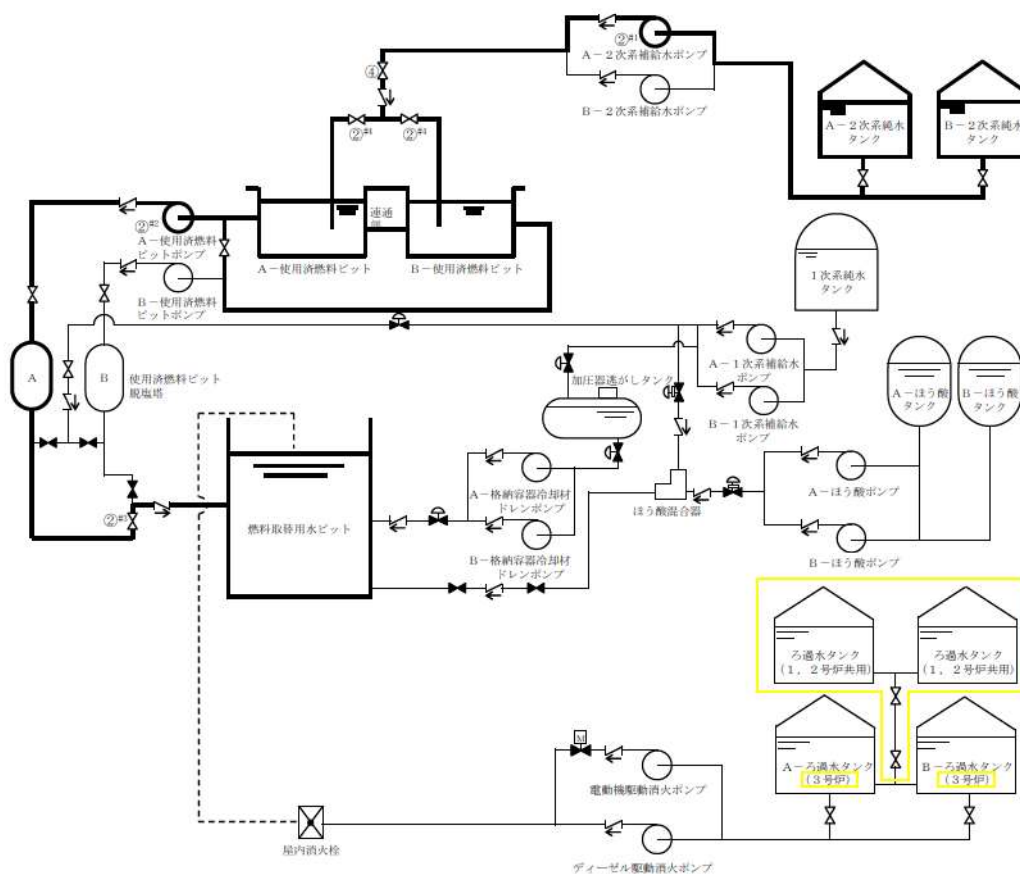 ②#1
A－２次系補給水ポンプ
④
B－２次系補給水ポンプ
A－２次系純水
タンク
B－２次系純水
タンク
②#4
②#4
連通
②#2
A－使用済燃料
ピットポンプ
A－使用済燃料ピット
B－使用済燃料ピット
B－使用済燃料
ピットポンプ
１次系純水
タンク
A
B
使用済燃料ピット
脱塩塔
加圧器逃がしタンク
A－１次系補給水
ポンプ
B－１次系補給水
ポンプ
A－ほう酸
タンク
B－ほう酸
タンク
A－格納容器冷却材
ドレンポンプ
ほう酸混合器
A－ほう酸ポンプ
②#3
燃料取替用水ピット
B－格納容器冷却材
ドレンポンプ
B－ほう酸ポンプ
ろ過水タンク
(１，２号炉共用)
ろ過水タンク
(１，２号炉共用)
M
A－ろ過水タンク
(３号炉)
B－ろ過水タンク
(３号炉)
電動機駆動消火ポンプ
屋内消火栓
ディーゼル駆動消火ポンプ